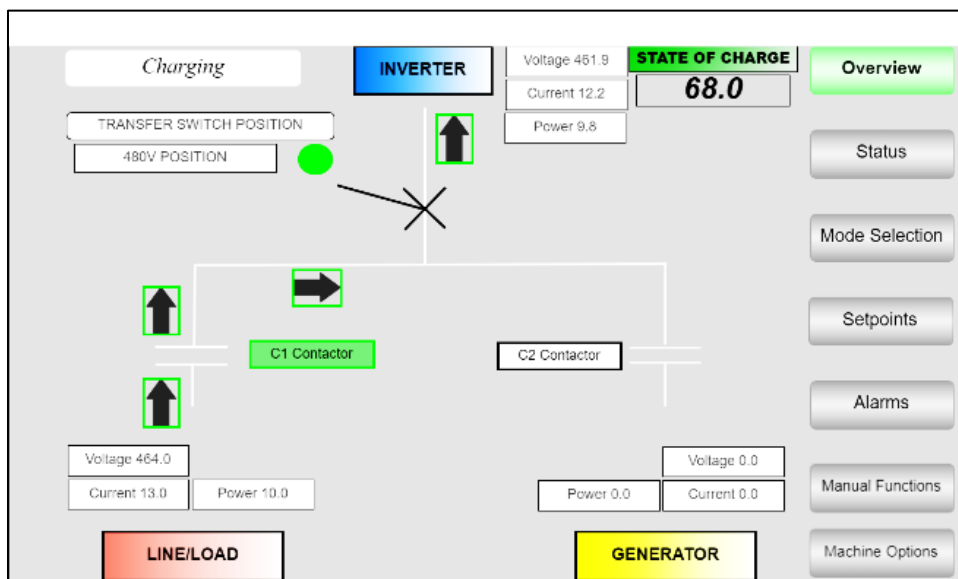 Charging
INVERTER
Voltage 461.9
Current 12.2
Power 9.8
STATE OF CHARGE
68.0
Overview
TRANSFER SWITCH POSITION
480V POSITION
Status
Mode Selection
Setpoints
C1 Contactor
C2 Contactor
Alarms
Voltage 464.0
Current 13.0
Power 10.0
Voltage 0.0
Power 0.0
Current 0.0
Manual Functions
LINE/LOAD
GENERATOR
Machine Options